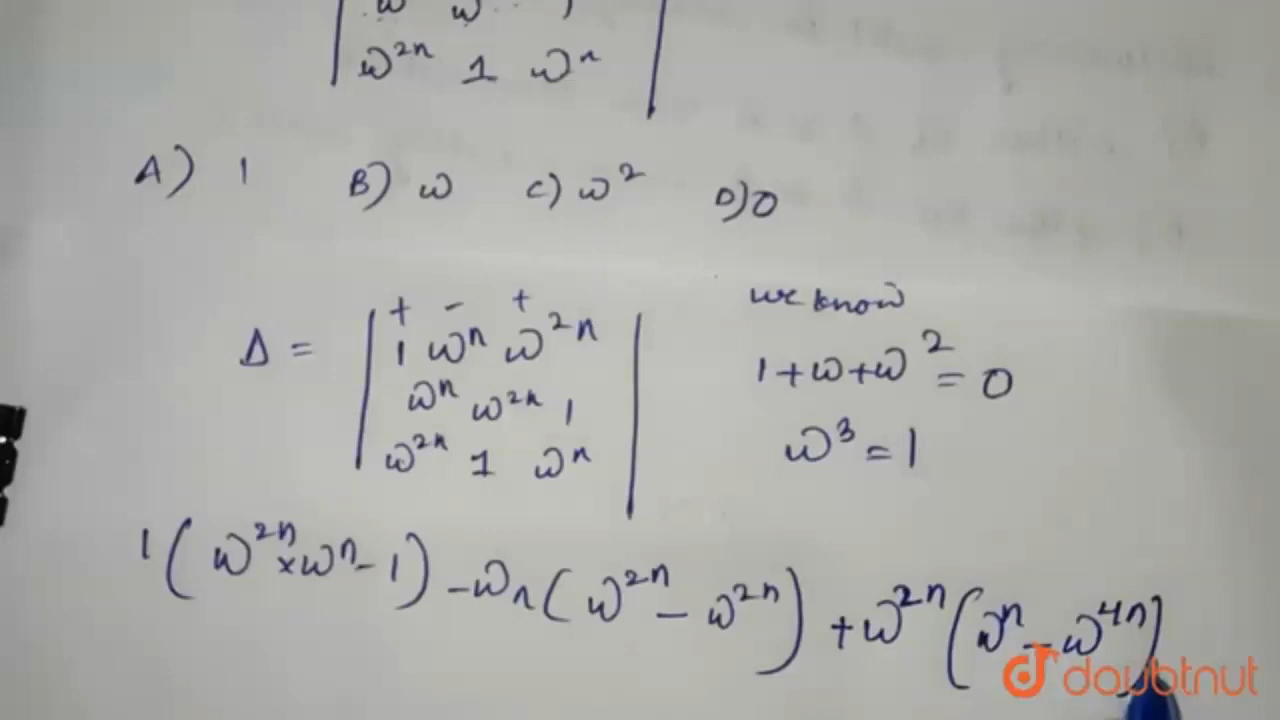 ω²ⁿ 1 ωⁿ
A) 1 B) ω C) ω² D) 0
+ - +
Δ = | 1 ωⁿ ω²ⁿ |
ωⁿ ω²ⁿ 1
ω²ⁿ 1 ωⁿ
we know
1 + ω + ω² = 0
ω³ = 1
1(ω²ⁿ × ωⁿ - 1) - ωn(ω²ⁿ - ω²ⁿ) + ω²ⁿ(ωⁿ - ω⁴ⁿ)
doubtnut